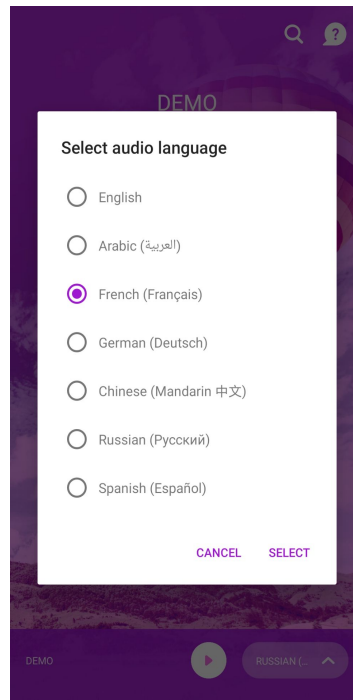 ?
DEMO
Select audio language
English
Arabic (العربية)
French (Français)
German (Deutsch)
Chinese (Mandarin 中文)
Russian (Русский)
Spanish (Español)
CANCEL SELECT
DEMO RUSSIAN (...